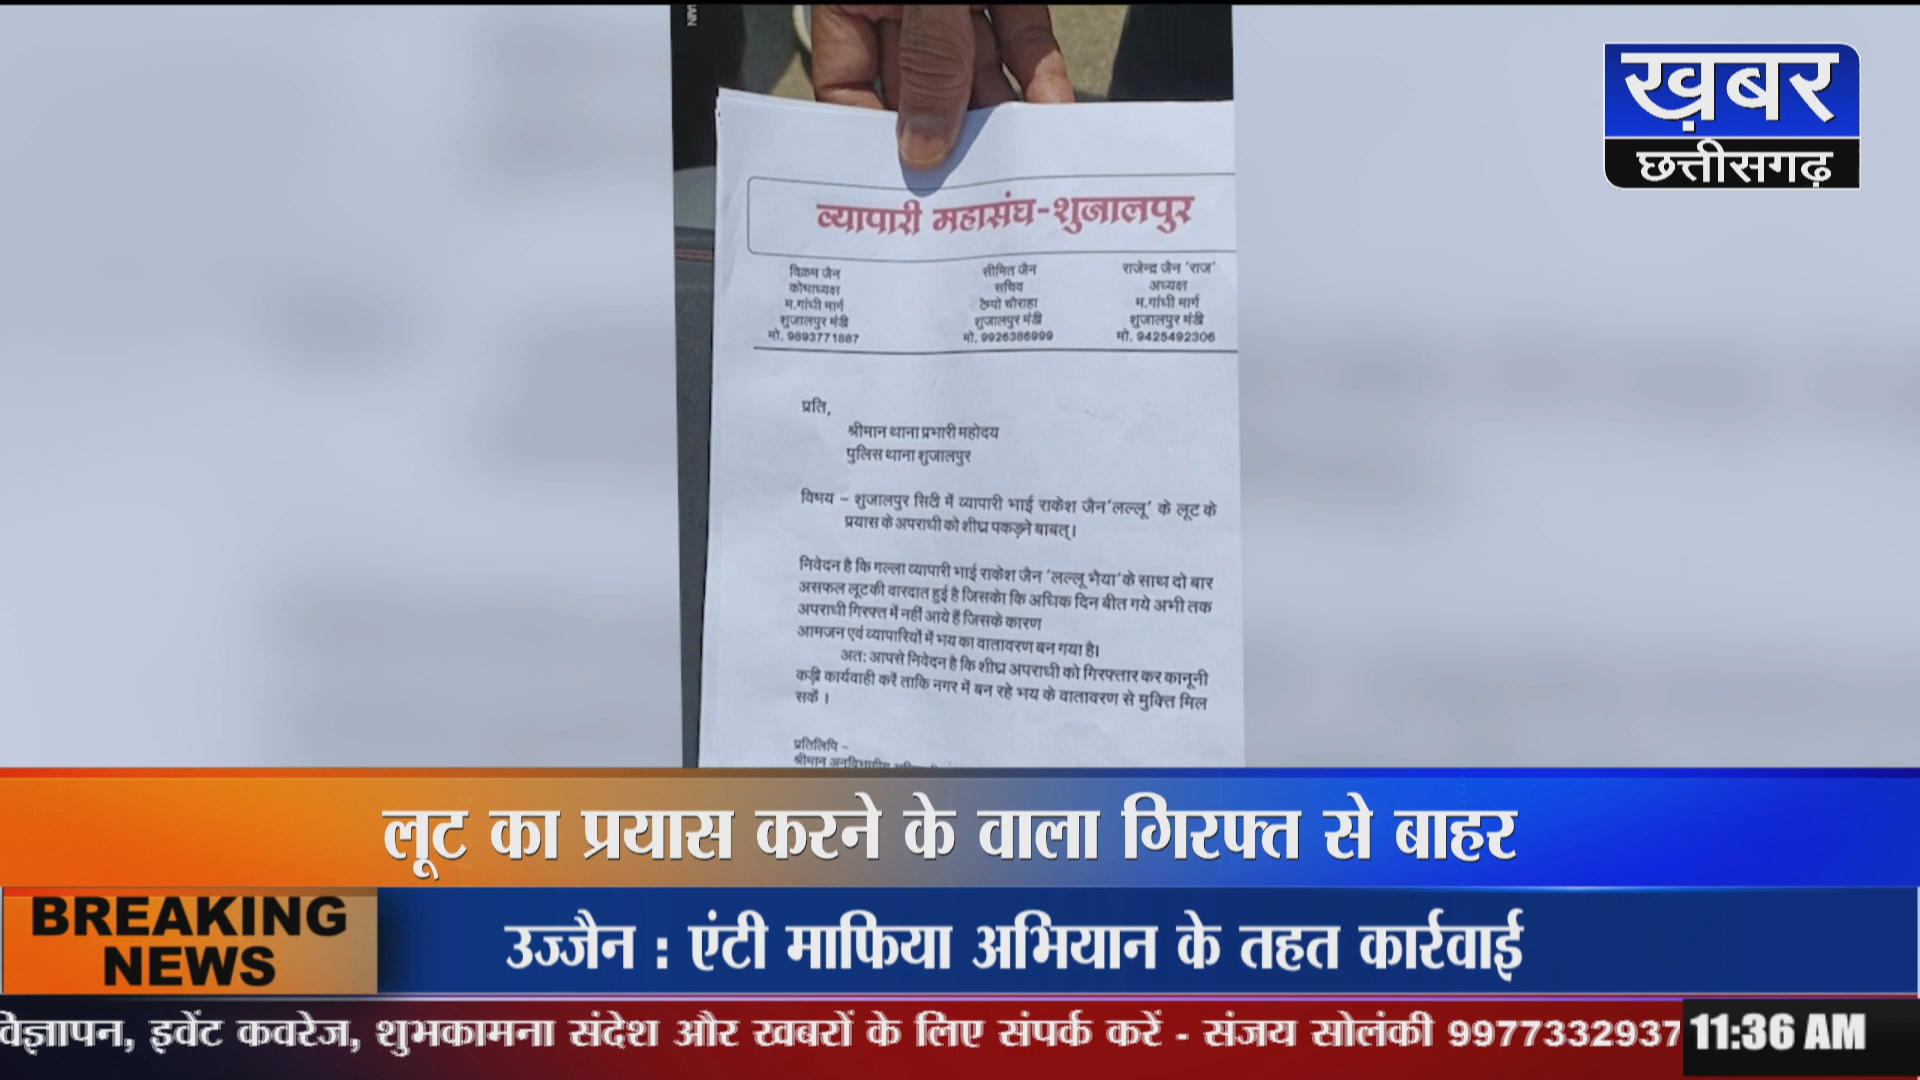 JAIN
ख़बर
छत्तीसगढ़
व्यापारी महासंघ-शुजालपुर
विक्रम जैन
कोषाध्यक्ष
म.गांधी मार्ग
शुजालपुर मंडी
मो. 9893771887
सीमित जैन
सचिव
टेम्पो चौराहा
शुजालपुर मंडी
मो. 9926386999
राजेन्द्र जैन 'राज'
अध्यक्ष
म.गांधी मार्ग
शुजालपुर मंडी
मो. 9425492306
प्रति,
श्रीमान थाना प्रभारी महोदय
पुलिस थाना शुजालपुर
विषय – शुजालपुर सिटी में व्यापारी भाई राकेश जैन'लल्लू' के लूट के
प्रयास के अपराधी को शीघ्र पकड़ने बाबत्।
निवेदन है कि गल्ला व्यापारी भाई राकेश जैन 'लल्लू भैया' के साथ दो बार
असफल लूटकी वारदात हुई है जिसको कि अधिक दिन बीत गये अभी तक
अपराधी गिरफ्त में नहीं आये हैं जिसके कारण
आमजन एवं व्यापारियों में भय का वातावरण बन गया है।
अत: आपसे निवेदन है कि शीघ्र अपराधी को गिरफ्तार कर कानूनी
कड़ी कार्यवाही करें ताकि नगर में बन रहे भय के वातावरण से मुक्ति मिल
सकें ।
प्रतिलिपि –
श्रीमान अनुविभागीय
लूट का प्रयास करने के वाला गिरफ्त से बाहर
BREAKING
NEWS
उज्जैन : एंटी माफिया अभियान के तहत कार्रवाई
विज्ञापन, इवेंट कवरेज, शुभकामना संदेश और खबरों के लिए संपर्क करें - संजय सोलंकी 9977332937
11:36 AM